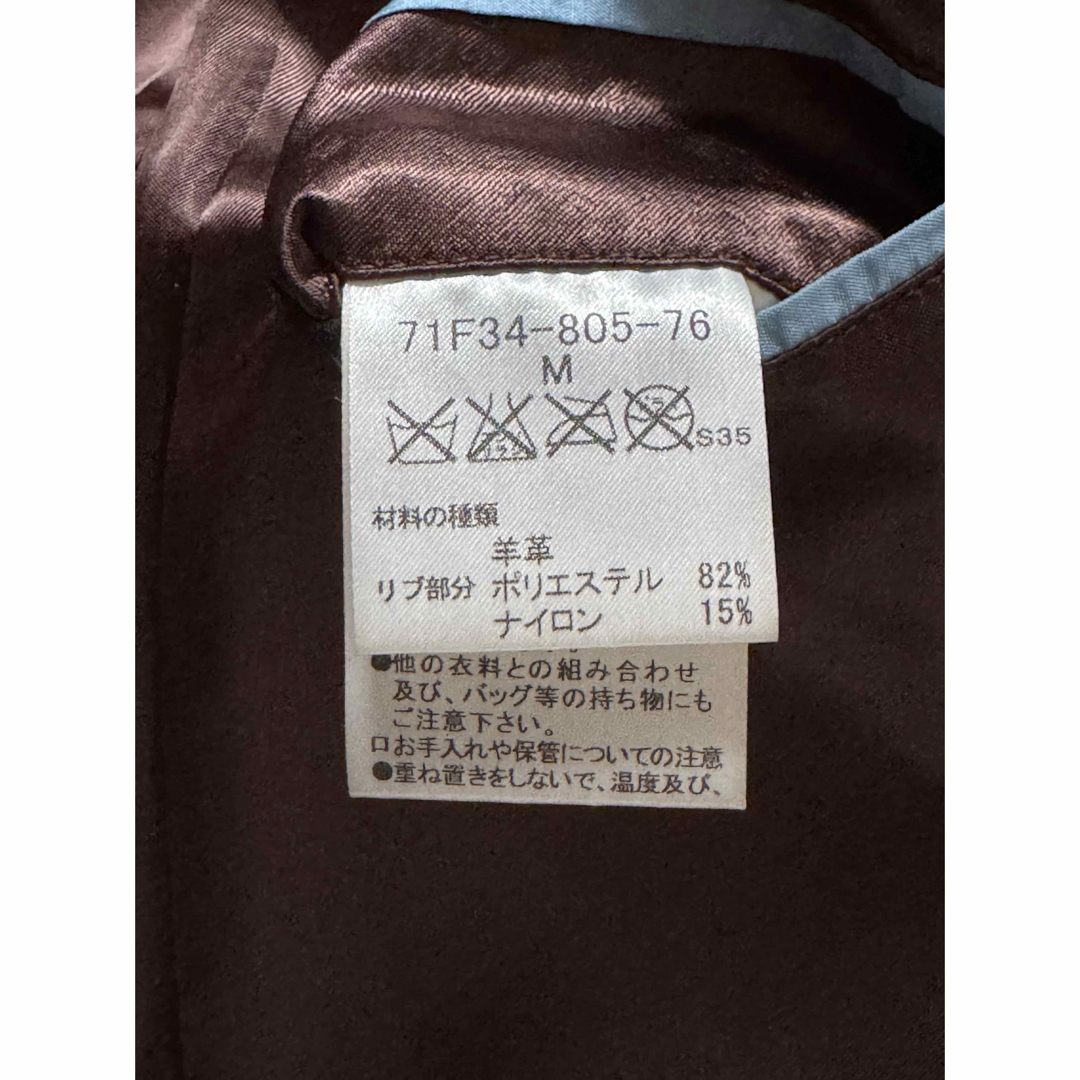 71F34-805-76
M
S35
材料の種類
羊革
リブ部分 ポリエステル 82%
ナイロン 15%
●他の衣料との組み合わせ
及び、バッグ等の持ち物にも
ご注意下さい。
口お手入れや保管についての注意
●重ね置きをしないで、温度及び、